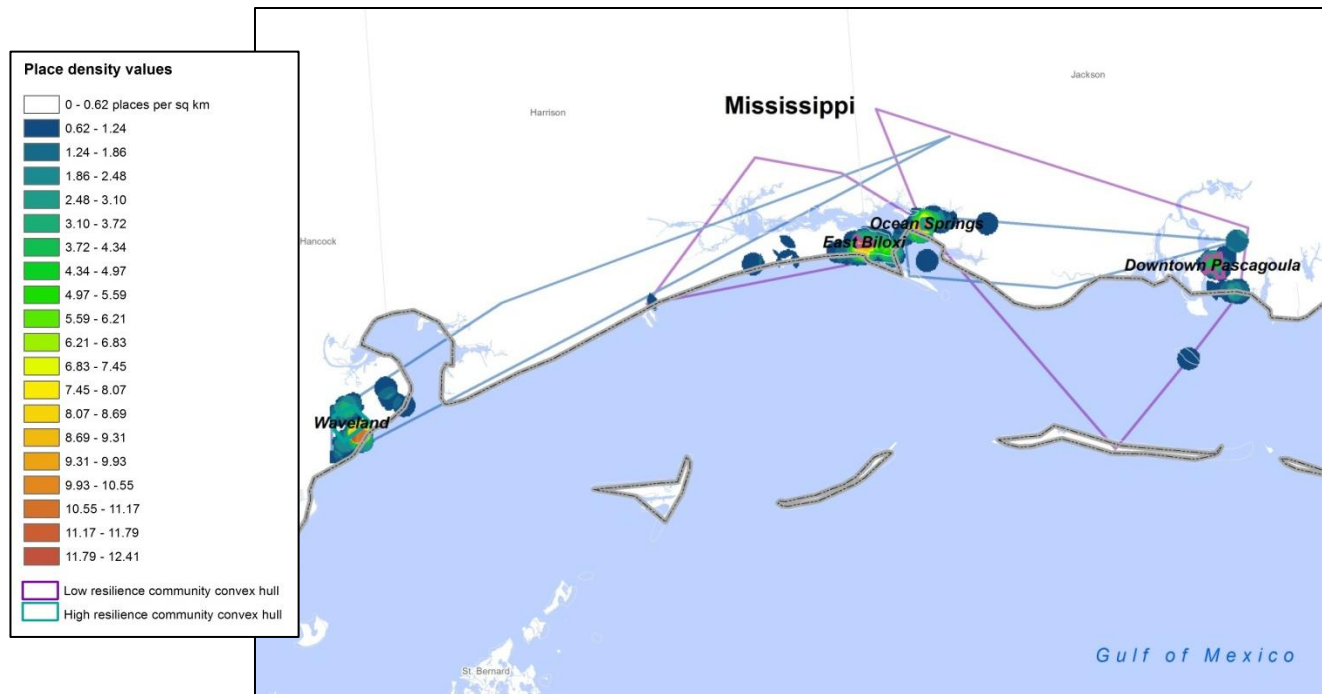 Place density values
0 - 0.62 places per sq km
0.62 - 1.24
1.24 - 1.86
1.86 - 2.48
2.48 - 3.10
3.10 - 3.72
3.72 - 4.34
4.34 - 4.97
4.97 - 5.59
5.59 - 6.21
6.21 - 6.83
6.83 - 7.45
7.45 - 8.07
8.07 - 8.69
8.69 - 9.31
9.31 - 9.93
9.93 - 10.55
10.55 - 11.17
11.17 - 11.79
11.79 - 12.41
Low resilience community convex hull
High resilience community convex hull
Jackson
Mississippi
Harrison
Hancock
Ocean Springs
East Biloxi
Downtown Pascagoula
Waveland
Gulf of Mexico
St. Bernard